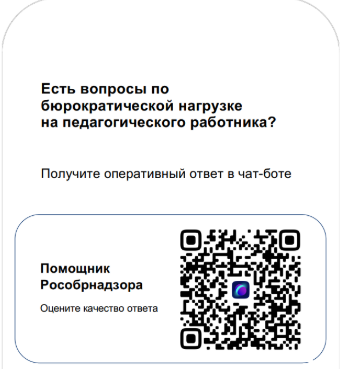 Есть вопросы по
бюрократической нагрузке
на педагогического работника?
Получите оперативный ответ в чат-боте
Помощник
Рособрнадзора
Оцените качество ответа